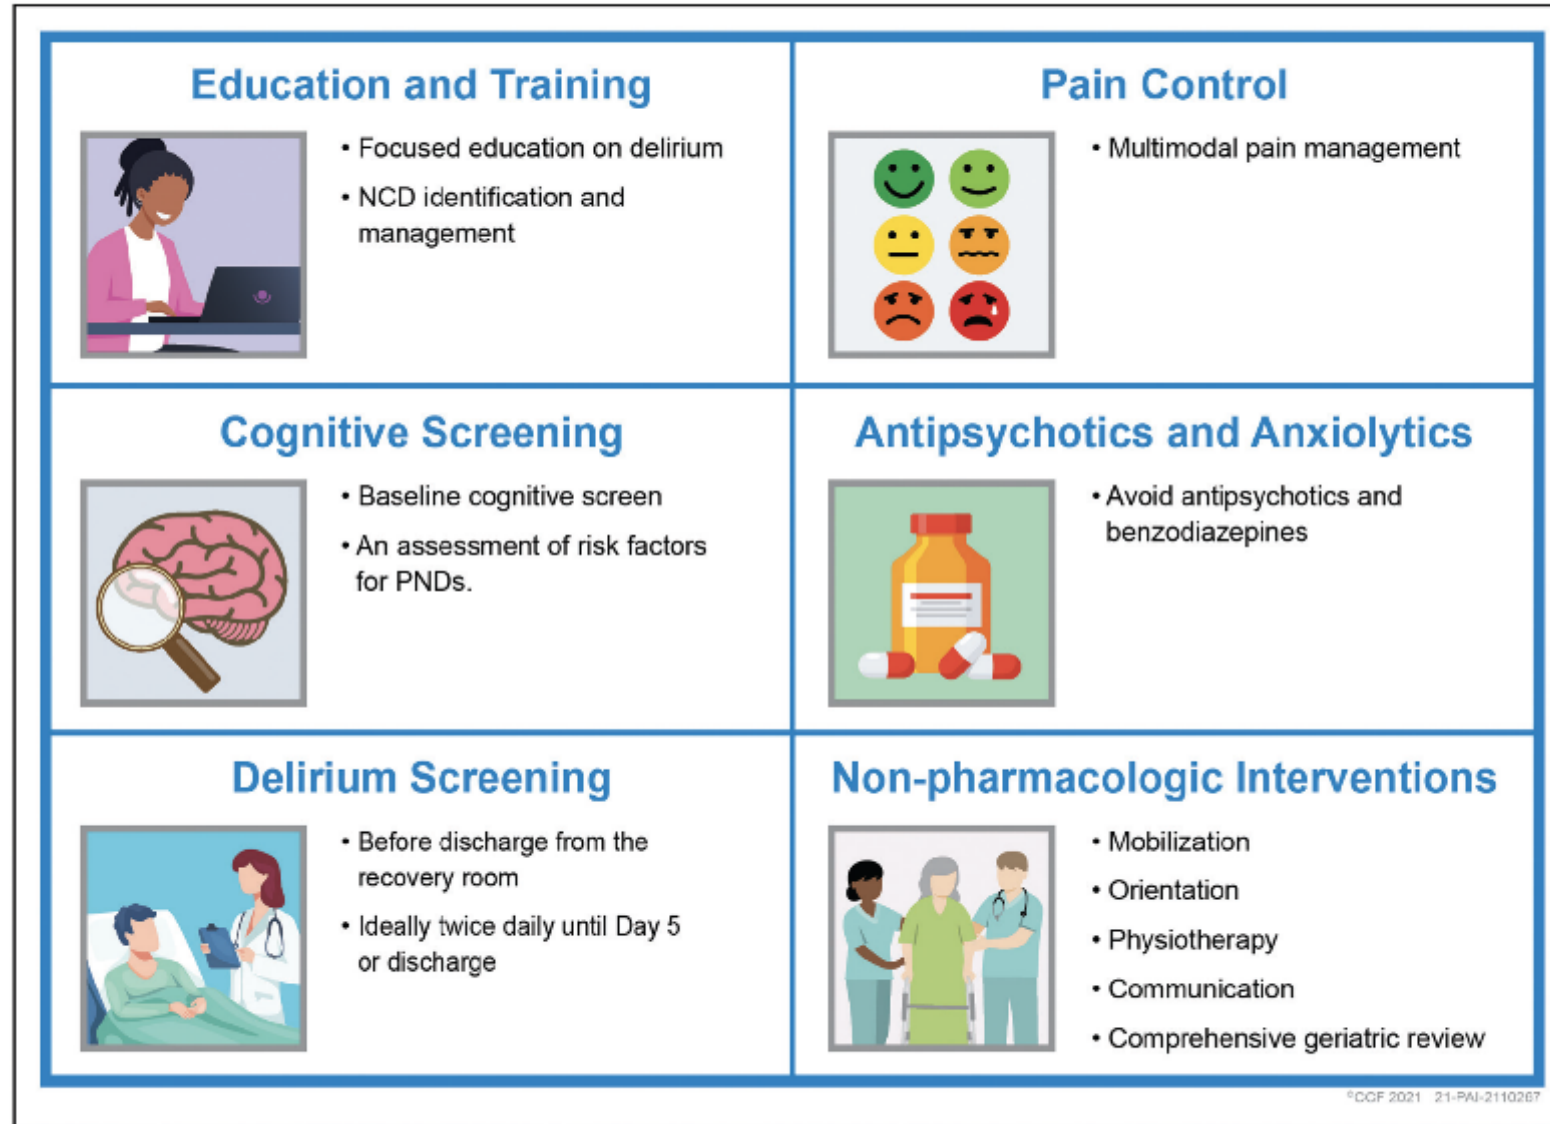 Education and Training
• Focused education on delirium
• NCD identification and
management
Pain Control
• Multimodal pain management
Cognitive Screening
• Baseline cognitive screen
• An assessment of risk factors
for PNDs.
Antipsychotics and Anxiolytics
• Avoid antipsychotics and
benzodiazepines
Delirium Screening
• Before discharge from the
recovery room
• Ideally twice daily until Day 5
or discharge
Non-pharmacologic Interventions
• Mobilization
• Orientation
• Physiotherapy
• Communication
• Comprehensive geriatric review
©CCF 2021 21-PAI-2110267